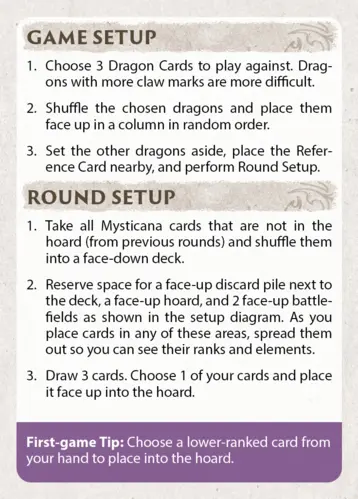 GAME SETUP
1. Choose 3 Dragon Cards to play against. Drag-
ons with more claw marks are more difficult.
2. Shuffle the chosen dragons and place them
face up in a column in random order.
3. Set the other dragons aside, place the Refer-
ence Card nearby, and perform Round Setup.
ROUND SETUP
1. Take all Mysticana cards that are not in the
hoard (from previous rounds) and shuffle them
into a face-down deck.
2. Reserve space for a face-up discard pile next to
the deck, a face-up hoard, and 2 face-up battle-
fields as shown in the setup diagram. As you
place cards in any of these areas, spread them
out so you can see their ranks and elements.
3. Draw 3 cards. Choose 1 of your cards and place
it face up into the hoard.
First-game Tip: Choose a lower-ranked card from
your hand to place into the hoard.